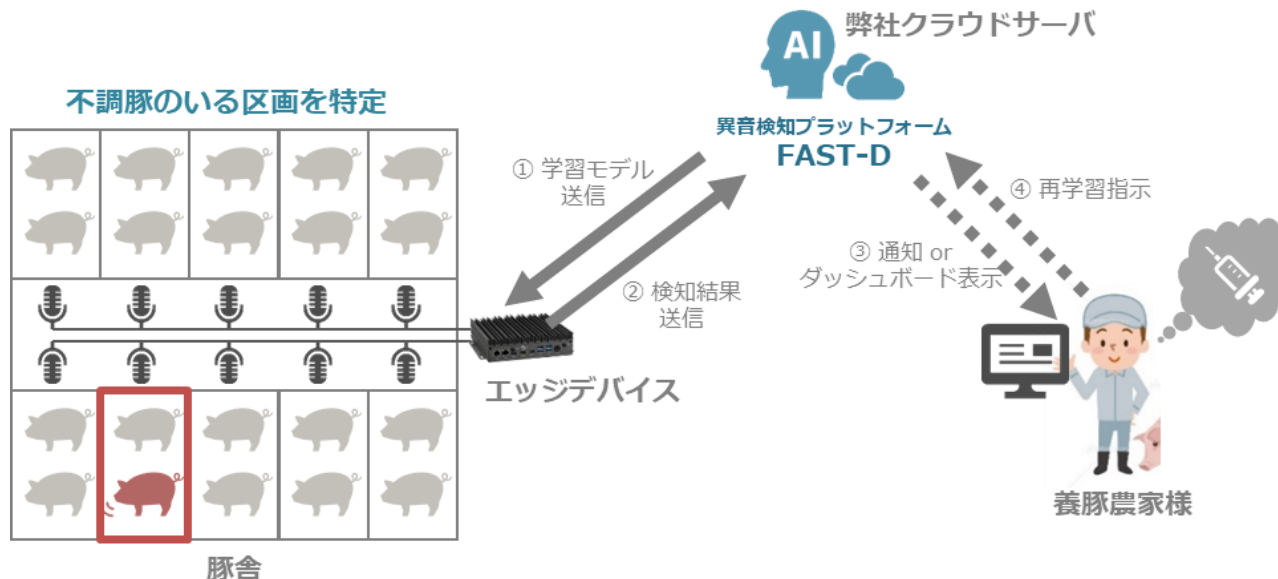 弊社クラウドサーバ
AI
不調豚のいる区画を特定
異音検知プラットフォーム
FAST-D
① 学習モデル
送信
② 検知結果
送信
③ 通知 or
ダッシュボード表示
④ 再学習指示
エッジデバイス
養豚農家様
豚舎